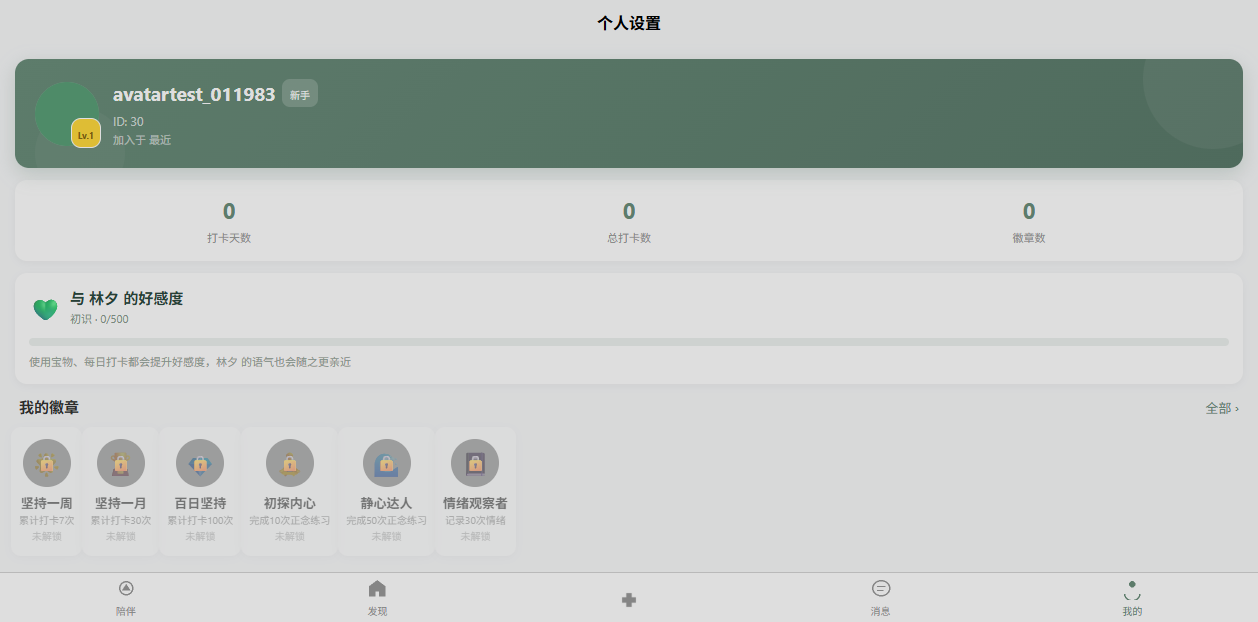 个人设置
avatartest_011983 新手
Lv.1
ID: 30
加入于 最近
0 0 0
打卡天数 总打卡数 徽章数
与 林夕 的好感度
初识 · 0/500
使用宝物、每日打卡都会提升好感度，林夕 的语气也会随之更亲近
我的徽章 全部 ›
坚持一周 坚持一月 百日坚持 初探内心 静心达人 情绪观察者
累计打卡7次 累计打卡30次 累计打卡100次 完成10次正念练习 完成50次正念练习 记录30次情绪
未解锁 未解锁 未解锁 未解锁 未解锁 未解锁
陪伴 发现 消息 我的